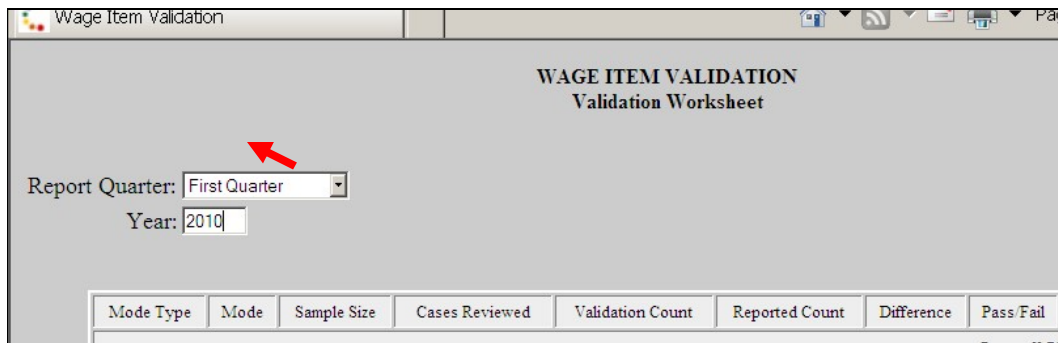 Wage Item Validation
WAGE ITEM VALIDATION
Validation Worksheet
Report Quarter: First Quarter
Year: 2010
Mode Type Mode Sample Size Cases Reviewed Validation Count Reported Count Difference Pass/Fail